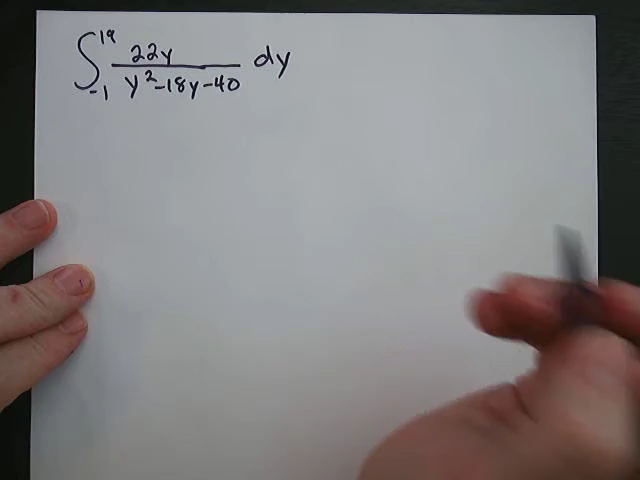 ∫₋₁¹⁹ 22y / (y² - 18y - 40) dy